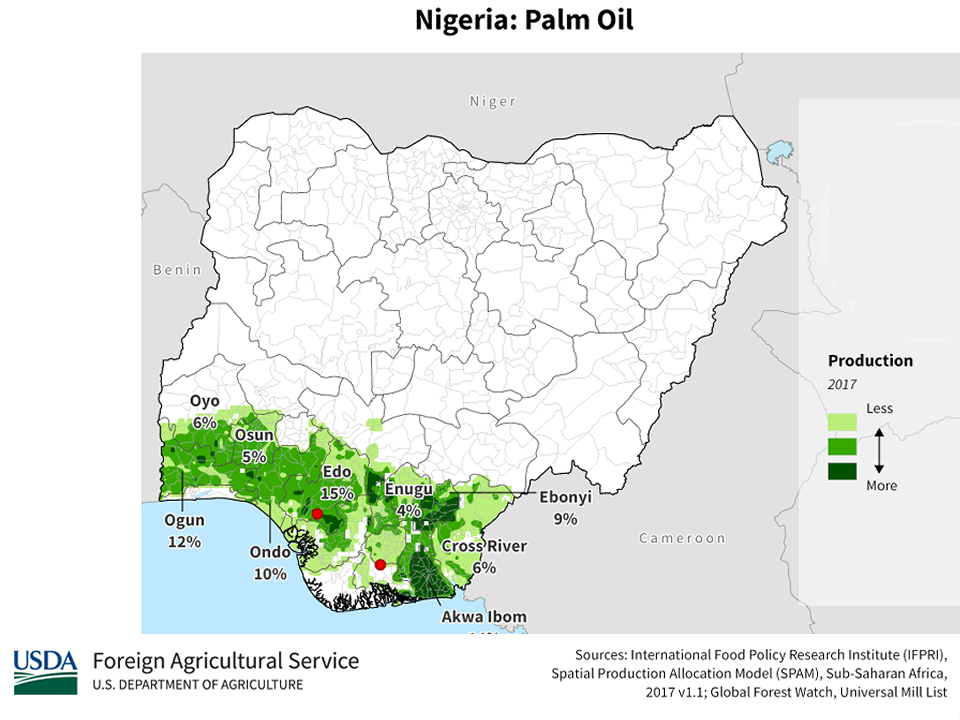 Nigeria: Palm Oil
Niger
Benin
Production
2017
Less
More
Oyo
6%
Osun
5%
Edo
15%
Enugu
4%
Ebonyi
9%
Ogun
12%
Ondo
10%
Cross River
6%
Cameroon
Akwa Ibom
USDA
Foreign Agricultural Service
U.S. DEPARTMENT OF AGRICULTURE
Sources: International Food Policy Research Institute (IFPRI),
Spatial Production Allocation Model (SPAM), Sub-Saharan Africa,
2017 v1.1; Global Forest Watch, Universal Mill List